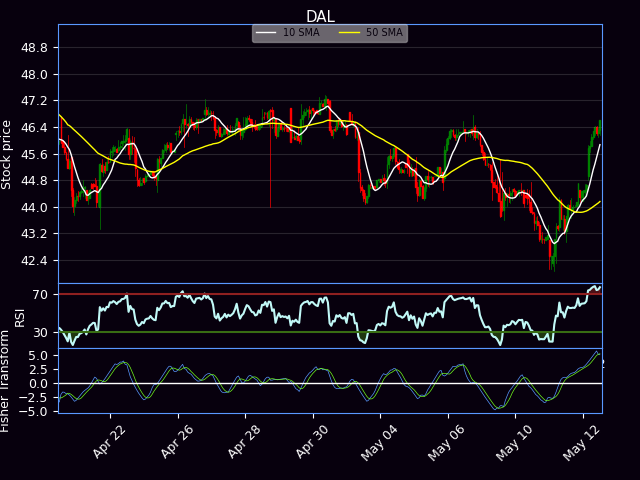 DAL
10 SMA 50 SMA
Stock price
48.8
48.0
47.2
46.4
45.6
44.8
44.0
43.2
42.4
RSI
70
30
Fisher Transform
5.0
2.5
0.0
−2.5
−5.0
Apr 22 Apr 26 Apr 28 Apr 30 May 04 May 06 May 10 May 12